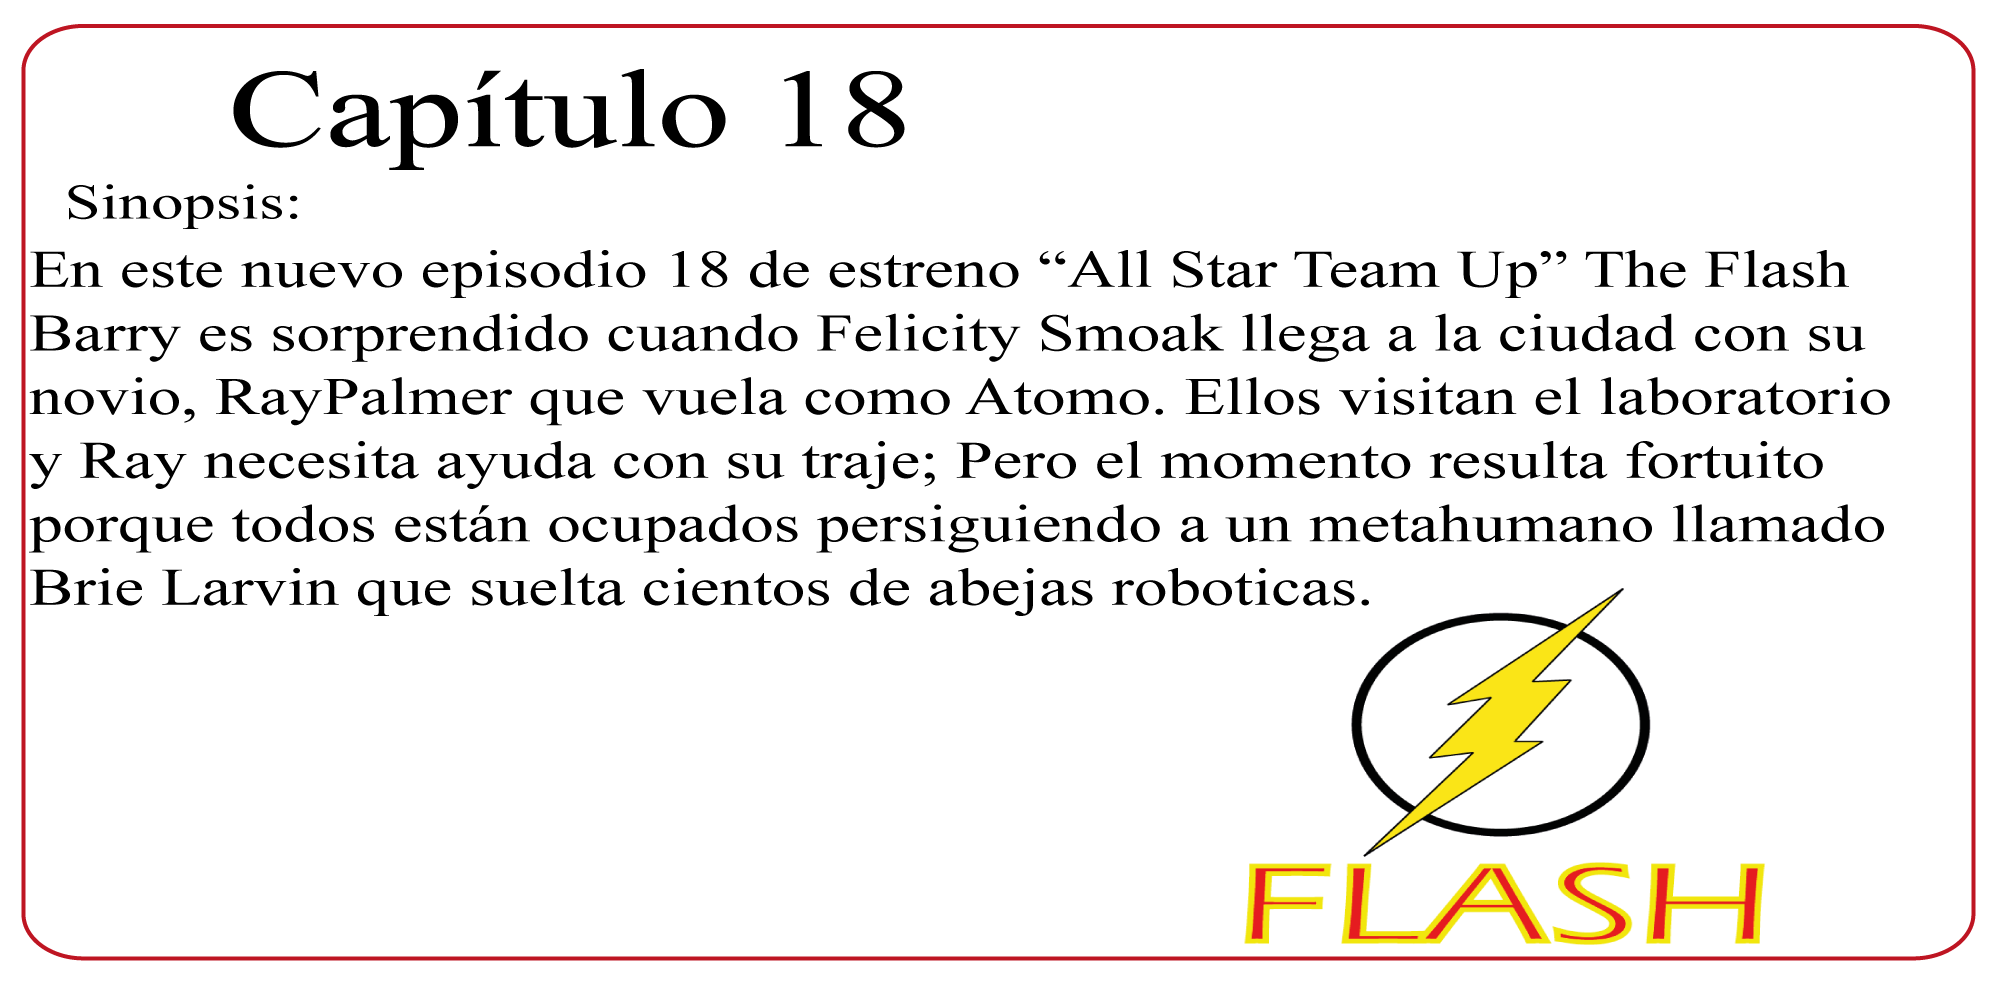 Capítulo 18
Sinopsis:
En este nuevo episodio 18 de estreno “All Star Team Up” The Flash
Barry es sorprendido cuando Felicity Smoak llega a la ciudad con su
novio, RayPalmer que vuela como Atomo. Ellos visitan el laboratorio
y Ray necesita ayuda con su traje; Pero el momento resulta fortuito
porque todos están ocupados persiguiendo a un metahumano llamado
Brie Larvin que suelta cientos de abejas roboticas.
FLASH